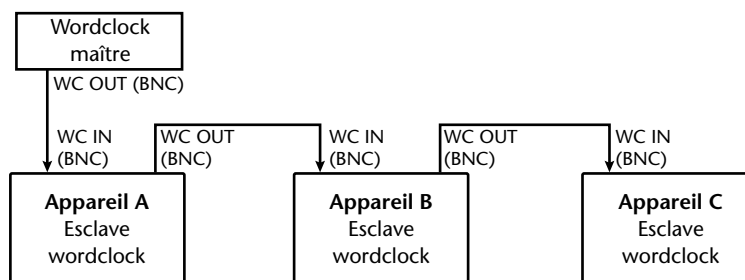 Wordclock
maître
WC OUT (BNC)
WC IN
(BNC)
WC OUT
(BNC)
WC IN
(BNC)
WC OUT
(BNC)
WC IN
(BNC)
Appareil A
Esclave
wordclock
Appareil B
Esclave
wordclock
Appareil C
Esclave
wordclock